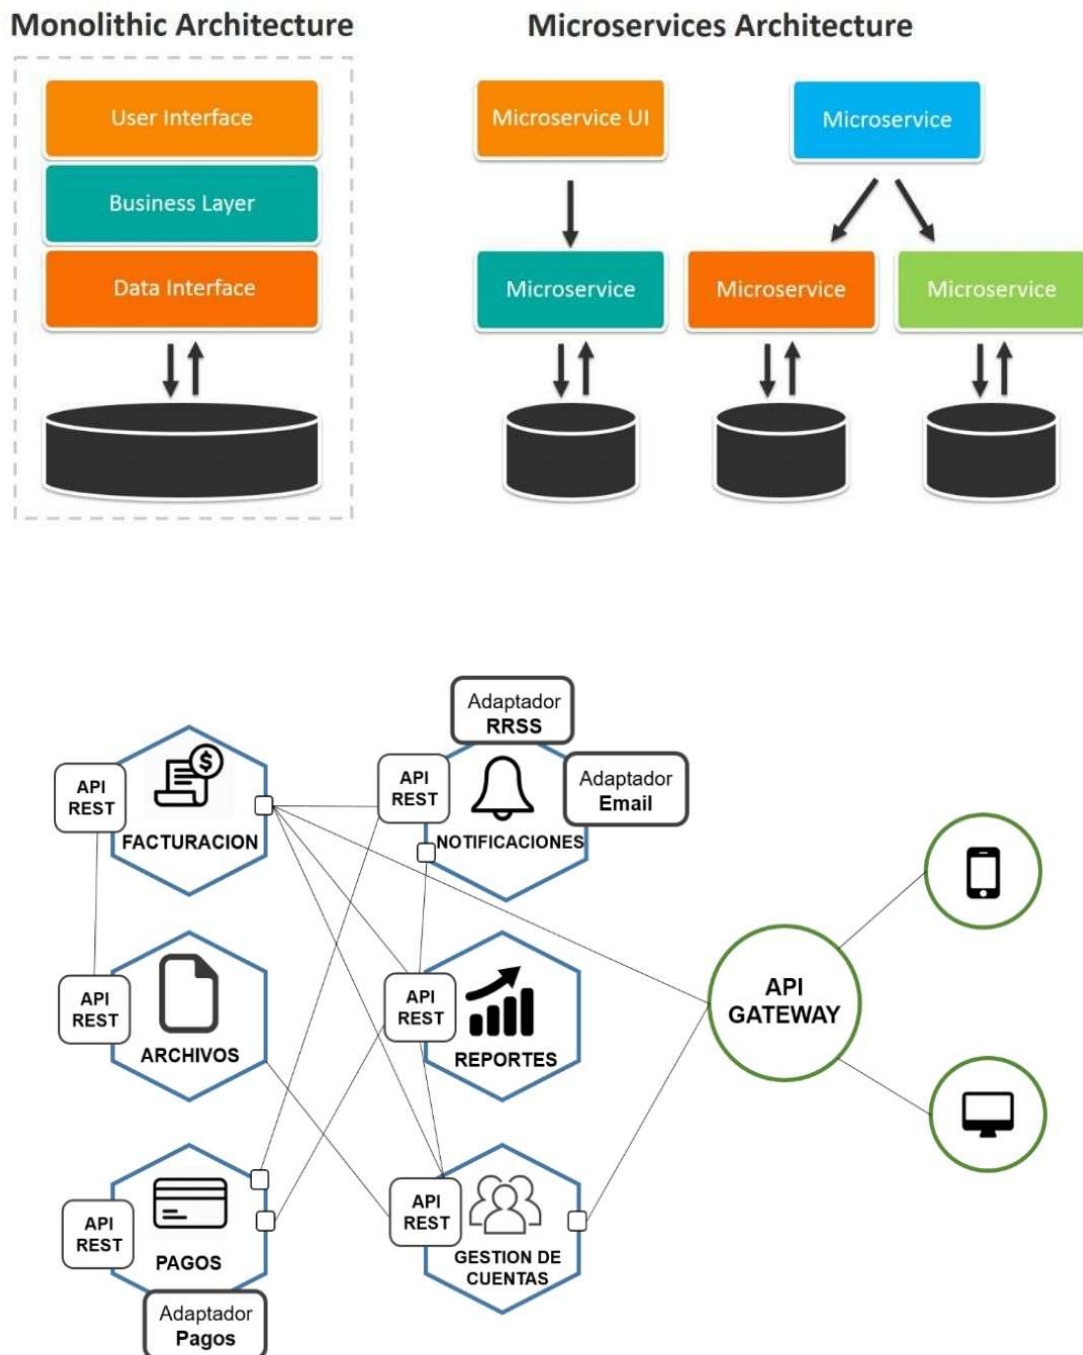 Monolithic Architecture
Microservices Architecture
User Interface
Business Layer
Data Interface
Microservice UI
Microservice
Microservice
Microservice
Microservice
Adaptador
RRSS
Adaptador
Email
API
REST
FACTURACION
API
REST
NOTIFICACIONES
API
REST
ARCHIVOS
API
REST
REPORTES
API
GATEWAY
API
REST
PAGOS
Adaptador
Pagos
API
REST
GESTION DE
CUENTAS
$